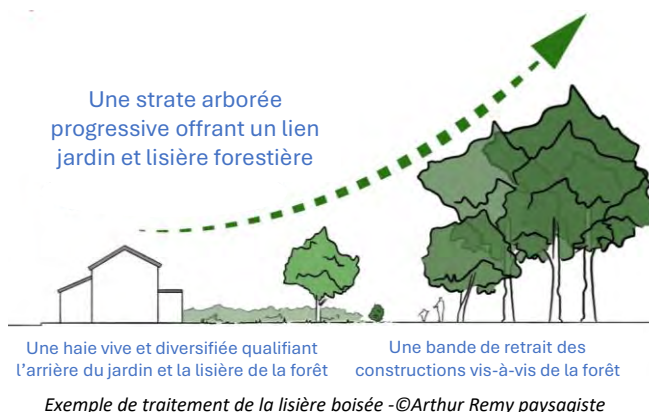 Une strate arborée
progressive offrant un lien
jardin et lisière forestière
Une haie vive et diversifiée qualifiant
l'arrière du jardin et la lisière de la forêt
Une bande de retrait des
constructions vis-à-vis de la forêt
Exemple de traitement de la lisière boisée -©Arthur Remy paysagiste